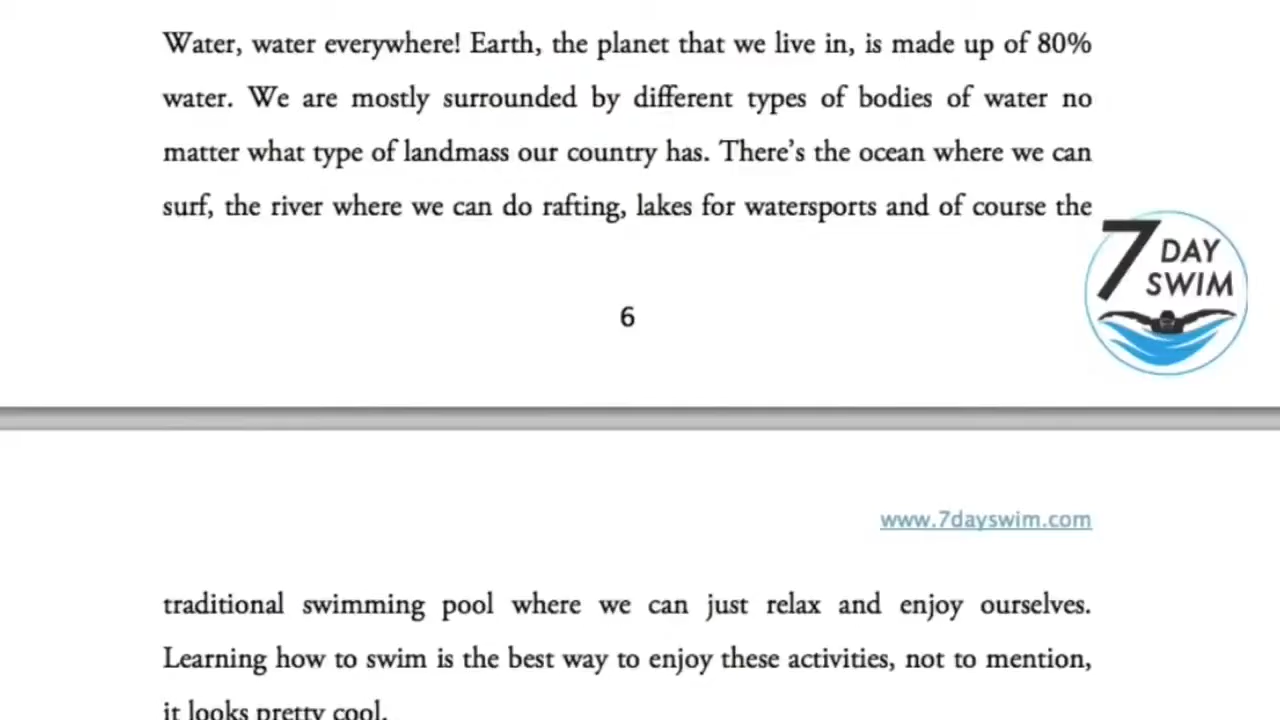 Water, water everywhere! Earth, the planet that we live in, is made up of 80%
water. We are mostly surrounded by different types of bodies of water no
matter what type of landmass our country has. There's the ocean where we can
surf, the river where we can do rafting, lakes for watersports and of course the
7 DAY
SWIM
6
www.7dayswim.com
traditional swimming pool where we can just relax and enjoy ourselves.
Learning how to swim is the best way to enjoy these activities, not to mention,
it looks pretty cool.